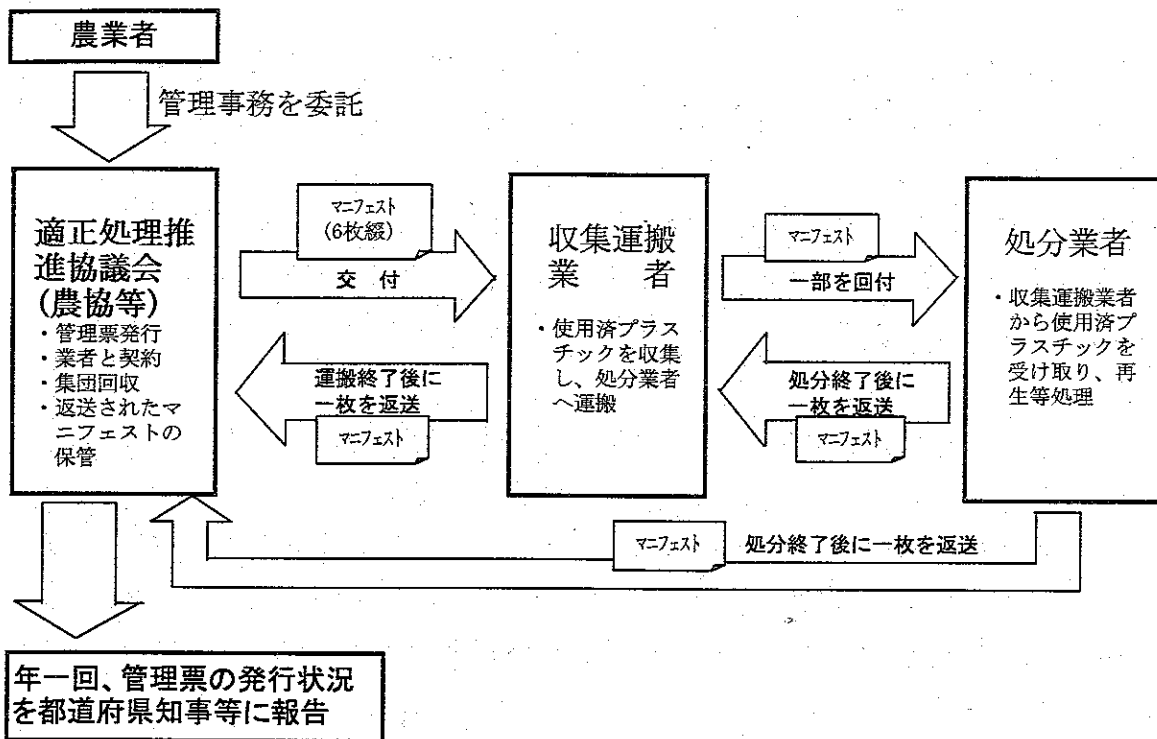 農業者
管理事務を委託
適正処理推
進協議会
(農協等)
・管理票発行
・業者と契約
・集団回収
・返送されたマ
ニフェストの
保管
マニフェスト
(6枚綴)
交 付
運搬終了後に
一枚を返送
マニフェスト
収集運搬
業 者
・使用済プラス
チックを収集
し、処分業者
へ運搬
マニフェスト
一部を回付
処分終了後に
一枚を返送
マニフェスト
処分業者
・収集運搬業者
から使用済プ
ラスチックを
受け取り、再
生等処理
マニフェスト
処分終了後に一枚を返送
年一回、管理票の発行状況
を都道府県知事等に報告